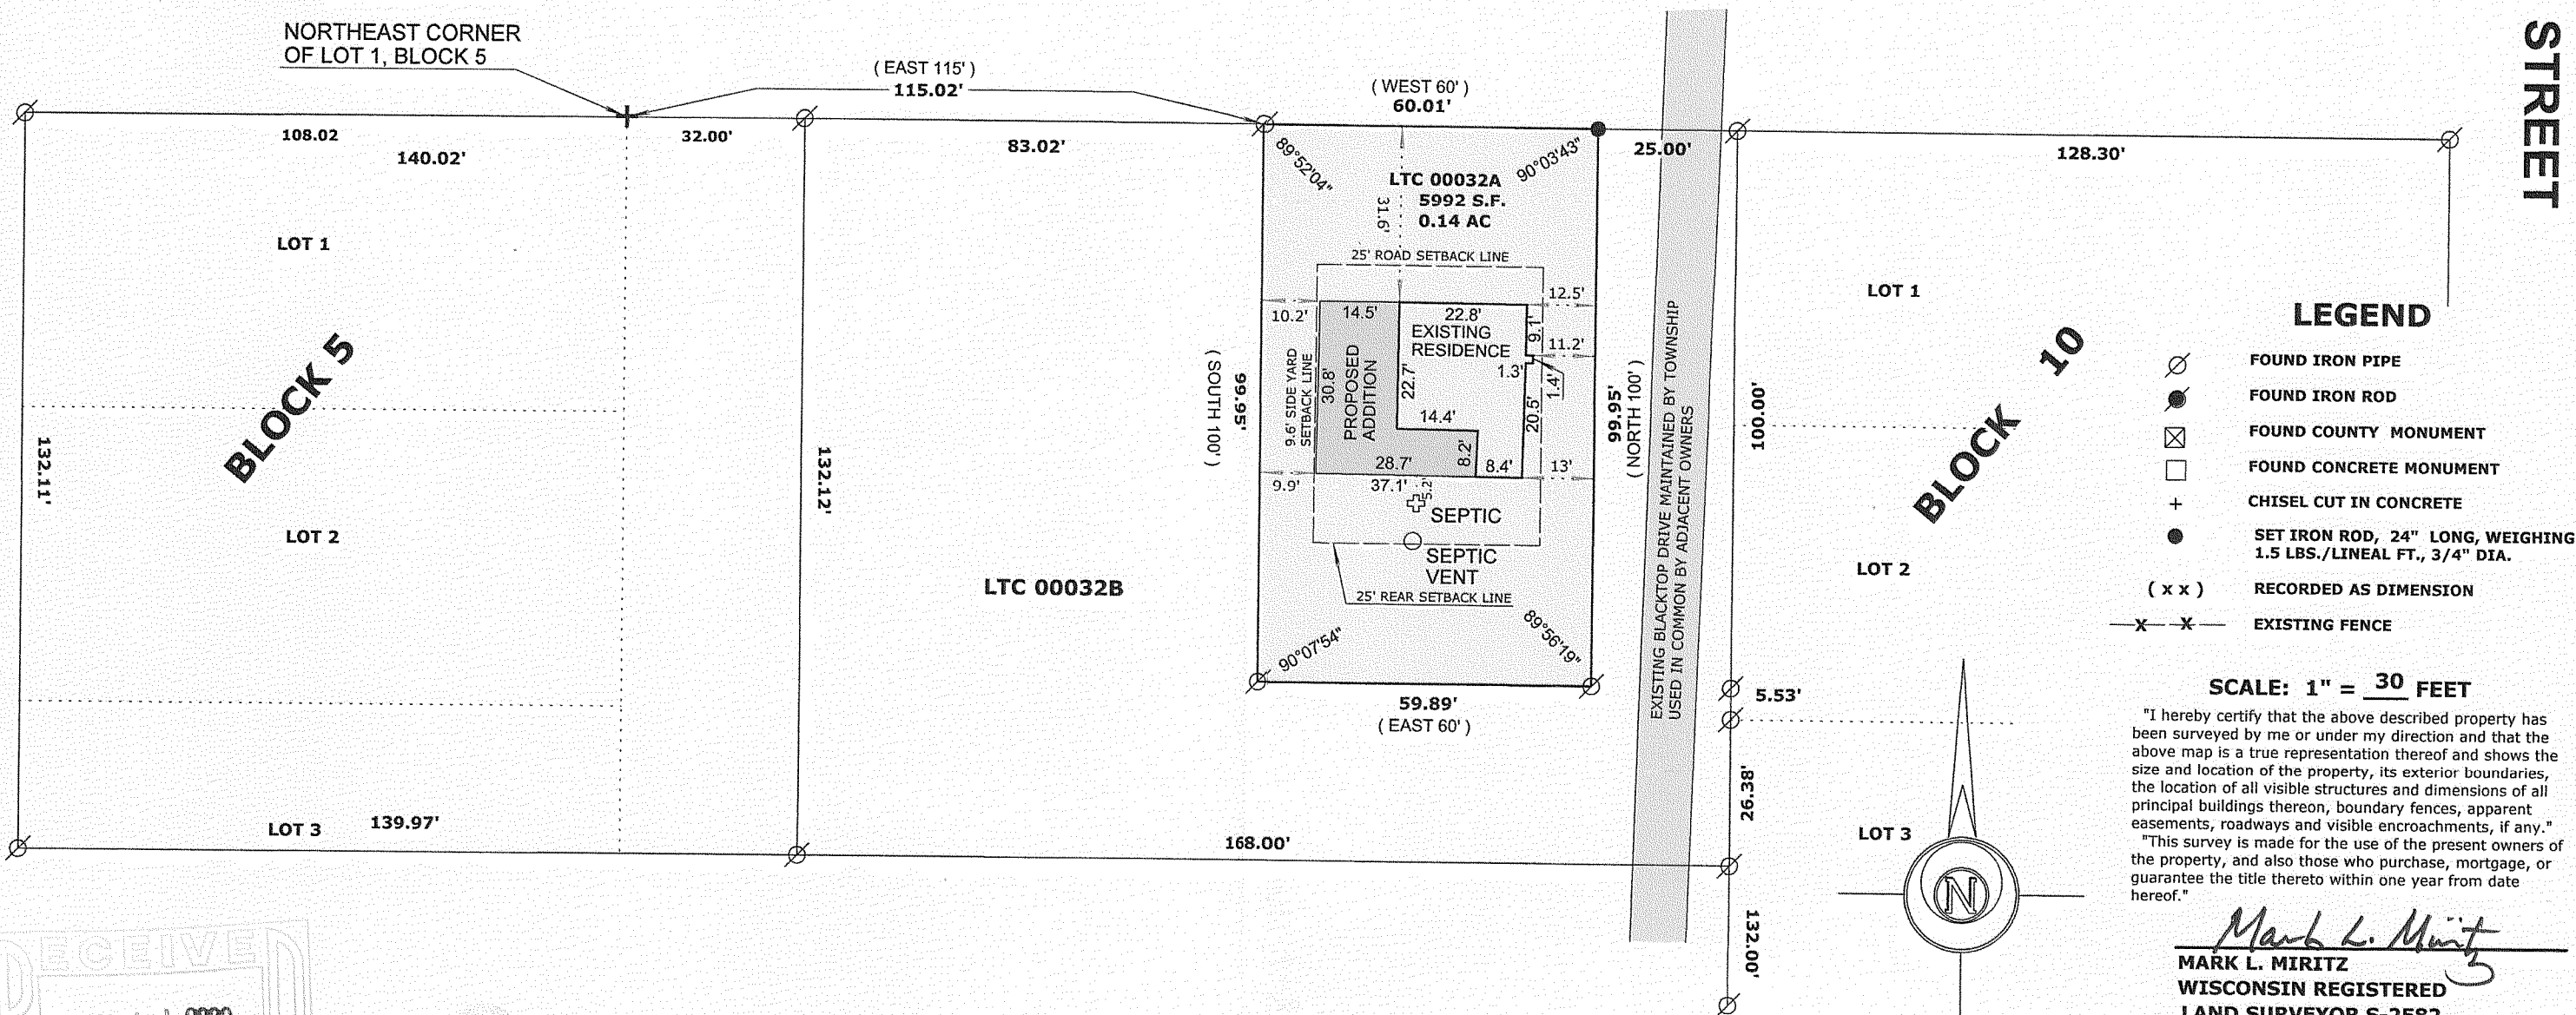 STREET
NORTHEAST CORNER
OF LOT 1, BLOCK 5
( EAST 115' )
115.02'
( WEST 60' )
60.01'
108.02
140.02'
32.00'
83.02'
25.00'
128.30'
89°52'04"
90°03'43"
LTC 00032A
5992 S.F.
0.14 AC
31.6'
25' ROAD SETBACK LINE
LOT 1
BLOCK 5
132.11'
LOT 2
LOT 3
139.97'
132.12'
LTC 00032B
( SOUTH 100' )
99.95'
10.2'
14.5'
22.8'
12.5'
EXISTING
RESIDENCE
9.1'
11.2'
1.3'
1.4'
9.6' SIDE YARD
SETBACK LINE
30.8'
PROPOSED
ADDITION
22.7'
14.4'
20.5'
8.2'
28.7'
8.4'
13'
9.9'
37.1'
5.2'
SEPTIC
SEPTIC
VENT
25' REAR SETBACK LINE
90°07'54"
89°56'19"
59.89'
( EAST 60' )
99.95'
( NORTH 100' )
EXISTING BLACKTOP DRIVE MAINTAINED BY TOWNSHIP
USED IN COMMON BY ADJACENT OWNERS
100.00'
5.53'
26.38'
168.00'
132.00'
LOT 1
BLOCK 10
LOT 2
LOT 3
N
LEGEND
FOUND IRON PIPE
FOUND IRON ROD
FOUND COUNTY MONUMENT
FOUND CONCRETE MONUMENT
+ CHISEL CUT IN CONCRETE
SET IRON ROD, 24" LONG, WEIGHING
1.5 LBS./LINEAL FT., 3/4" DIA.
( x x ) RECORDED AS DIMENSION
x x EXISTING FENCE
SCALE: 1" = 30 FEET
"I hereby certify that the above described property has
been surveyed by me or under my direction and that the
above map is a true representation thereof and shows the
size and location of the property, its exterior boundaries,
the location of all visible structures and dimensions of all
principal buildings thereon, boundary fences, apparent
easements, roadways and visible encroachments, if any."
"This survey is made for the use of the present owners of
the property, and also those who purchase, mortgage, or
guarantee the title thereto within one year from date
hereof."
Mark L. Miritz
MARK L. MIRITZ
WISCONSIN REGISTERED
LAND SURVEYOR S-2582